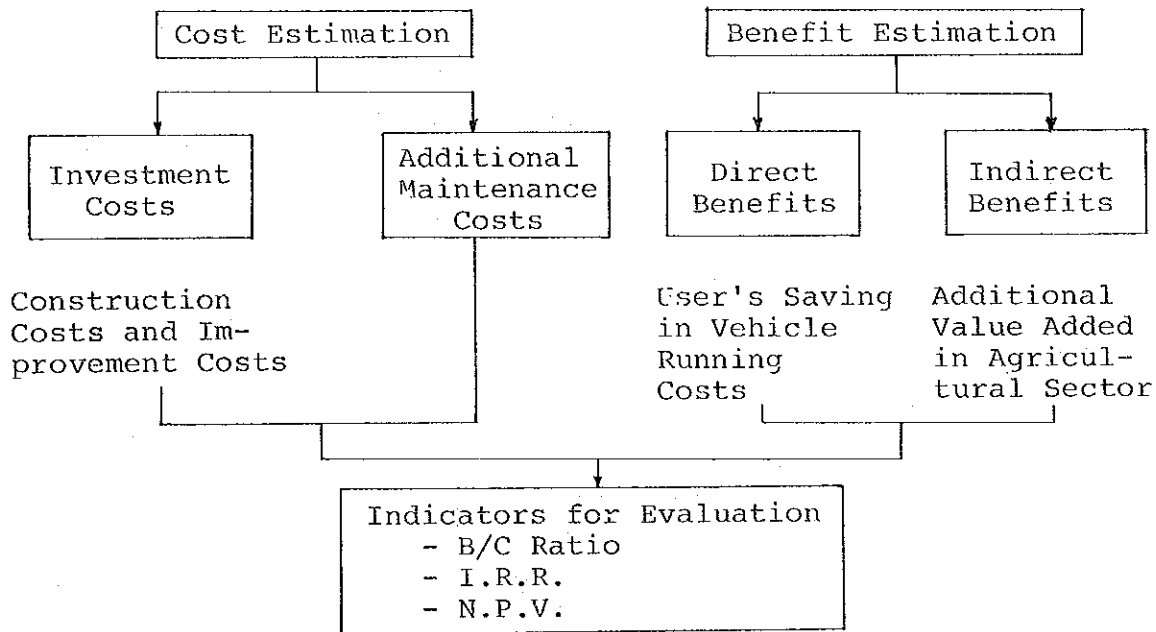 Cost Estimation
Benefit Estimation
Investment
Costs
Additional
Maintenance
Costs
Direct
Benefits
Indirect
Benefits
Construction
Costs and Im-
provement Costs
User's Saving
in Vehicle
Running
Costs
Additional
Value Added
in Agricul-
tural Sector
Indicators for Evaluation
- B/C Ratio
- I.R.R.
- N.P.V.